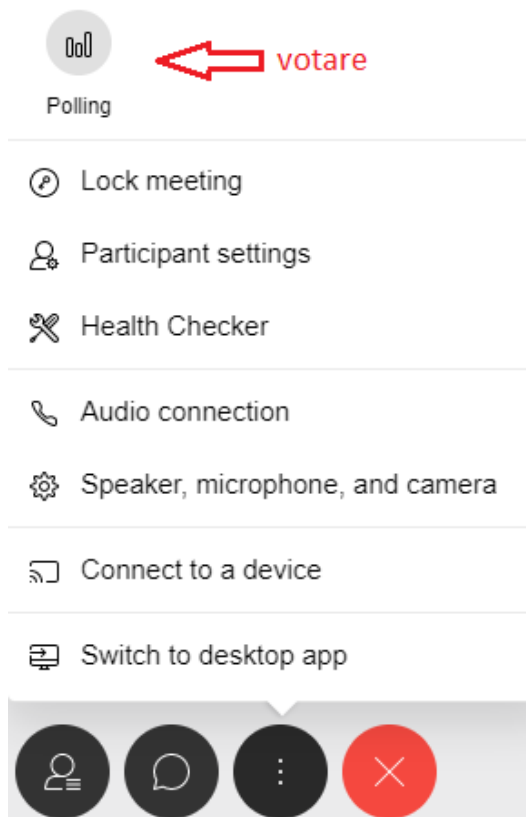 votare
Polling
Lock meeting
Participant settings
Health Checker
Audio connection
Speaker, microphone, and camera
Connect to a device
Switch to desktop app